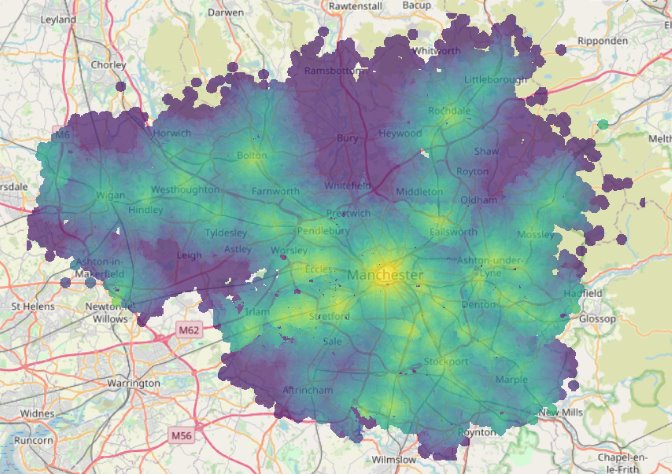 Leyland
Darwen
Rawtenstall
Bacup
Ripponden
Chorley
Whitworth
Ramsbottom
Littleborough
M6
Horwich
Rochdale
Bury
Heywood
Bolton
Shaw
Royton
Wigan
Westhoughton
Farnworth
Whitefield
Middleton
Oldham
Hindley
Prestwich
Tyldesley
Pendlebury
Failsworth
Mossley
Astley
Worsley
Leigh
Ashton-in-
Makerfield
Eccles
Manchester
Ashton-under-
Lyne
Hadfield
St Helens
Newton-le-
Willows
Irlam
Stretford
Denton
Glossop
M62
Sale
Stockport
Warrington
Altrincham
Marple
Widnes
New Mills
Runcorn
M56
Poynton
Wilmslow
Chapel-en-
le-Frith